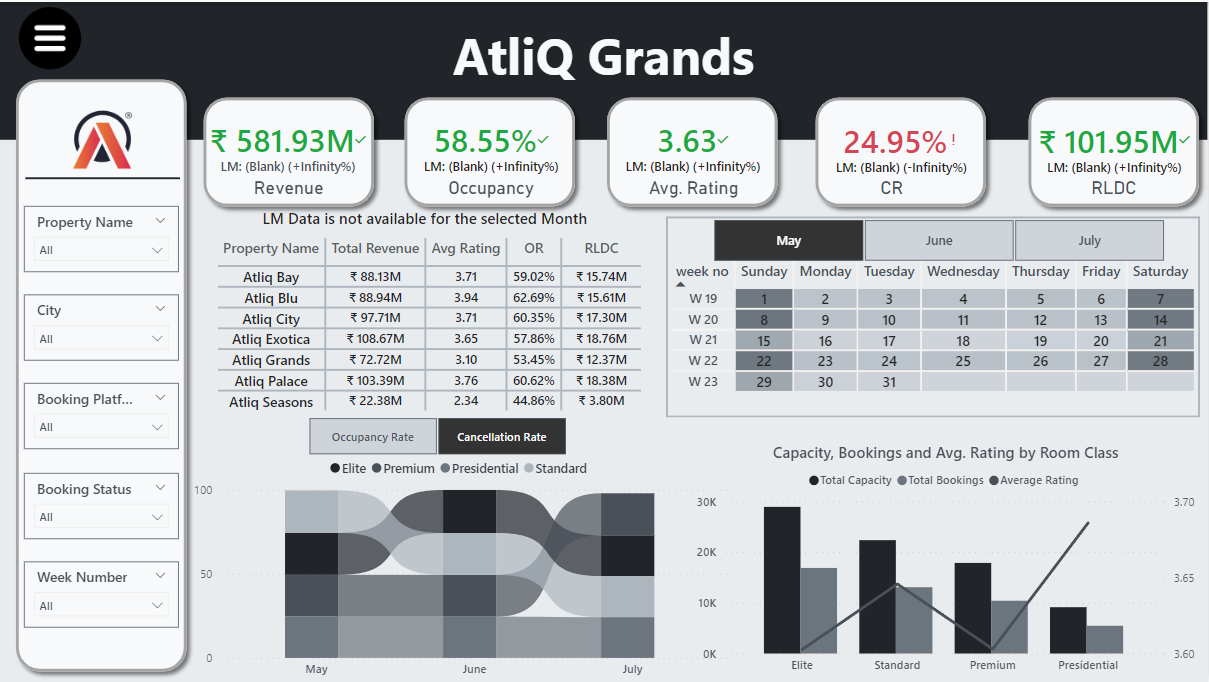 AtliQ Grands
®
₹ 581.93M
LM: (Blank) (+Infinity%)
Revenue
58.55%
LM: (Blank) (+Infinity%)
Occupancy
3.63
LM: (Blank) (+Infinity%)
Avg. Rating
24.95% !
LM: (Blank) (-Infinity%)
CR
₹ 101.95M
LM: (Blank) (+Infinity%)
RLDC
Property Name
All
City
All
Booking Platf...
All
Booking Status
All
Week Number
All
LM Data is not available for the selected Month
Property Name Total Revenue Avg Rating OR RLDC
Atliq Bay ₹ 88.13M 3.71 59.02% ₹ 15.74M
Atliq Blu ₹ 88.94M 3.94 62.69% ₹ 15.61M
Atliq City ₹ 97.71M 3.71 60.35% ₹ 17.30M
Atliq Exotica ₹ 108.67M 3.65 57.86% ₹ 18.76M
Atliq Grands ₹ 72.72M 3.10 53.45% ₹ 12.37M
Atliq Palace ₹ 103.39M 3.76 60.62% ₹ 18.38M
Atliq Seasons ₹ 22.38M 2.34 44.86% ₹ 3.80M
May June July
week no Sunday Monday Tuesday Wednesday Thursday Friday Saturday
W 19 1 2 3 4 5 6 7
W 20 8 9 10 11 12 13 14
W 21 15 16 17 18 19 20 21
W 22 22 23 24 25 26 27 28
W 23 29 30 31
Occupancy Rate Cancellation Rate
Elite Premium Presidential Standard
100
50
0
May June July
Capacity, Bookings and Avg. Rating by Room Class
Total Capacity Total Bookings Average Rating
30K 3.70
20K
3.65
10K
0K 3.60
Elite Standard Premium Presidential